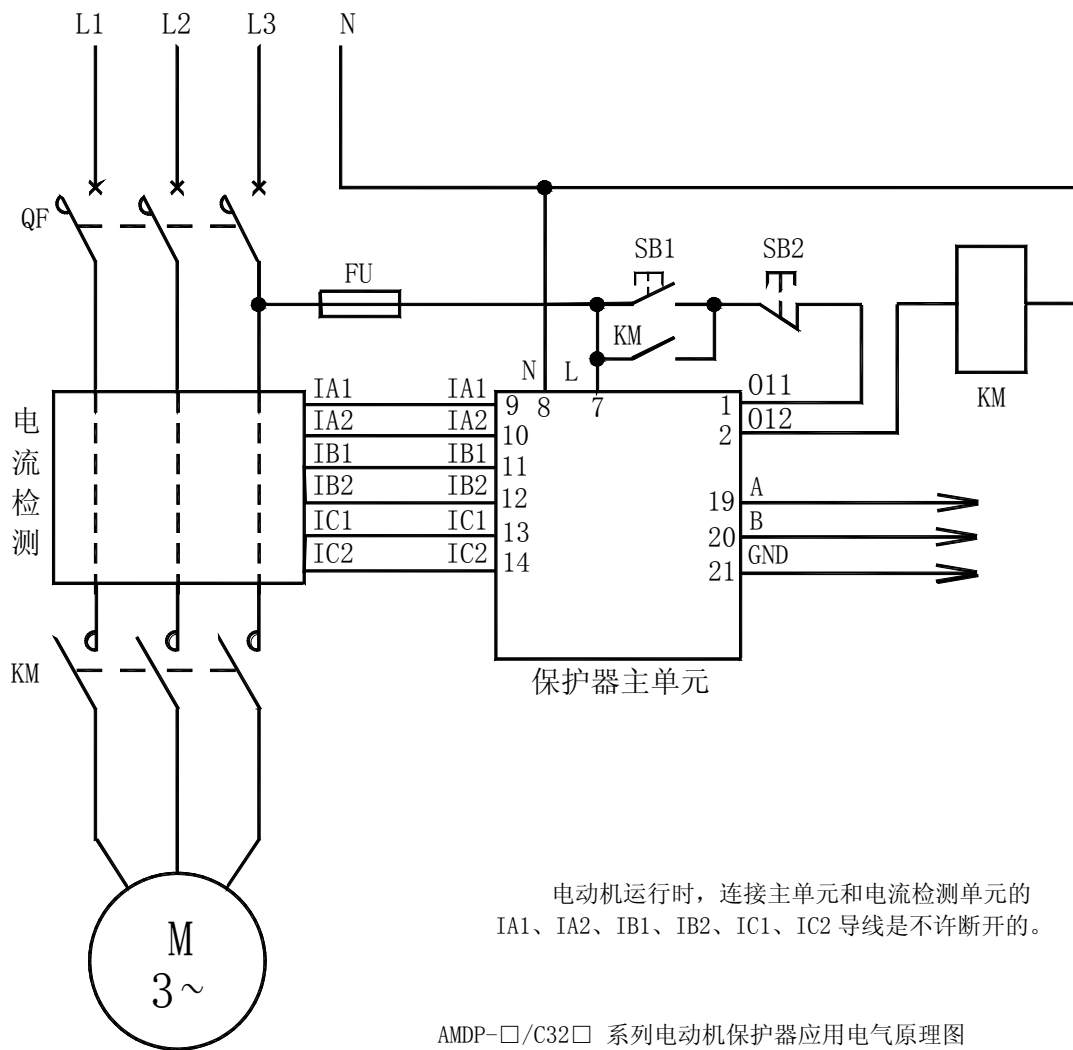 L1 L2 L3 N
QF
FU
SB1
SB2
KM
KM
N L
8 7
电流检测
IA1 IA1 9
IA2 IA2 10
IB1 IB1 11
IB2 IB2 12
IC1 IC1 13
IC2 IC2 14
1 011
2 012
19 A
20 B
21 GND
保护器主单元
KM
M
3~
电动机运行时，连接主单元和电流检测单元的
IA1、IA2、IB1、IB2、IC1、IC2 导线是不许断开的。
AMDP-□/C32□ 系列电动机保护器应用电气原理图